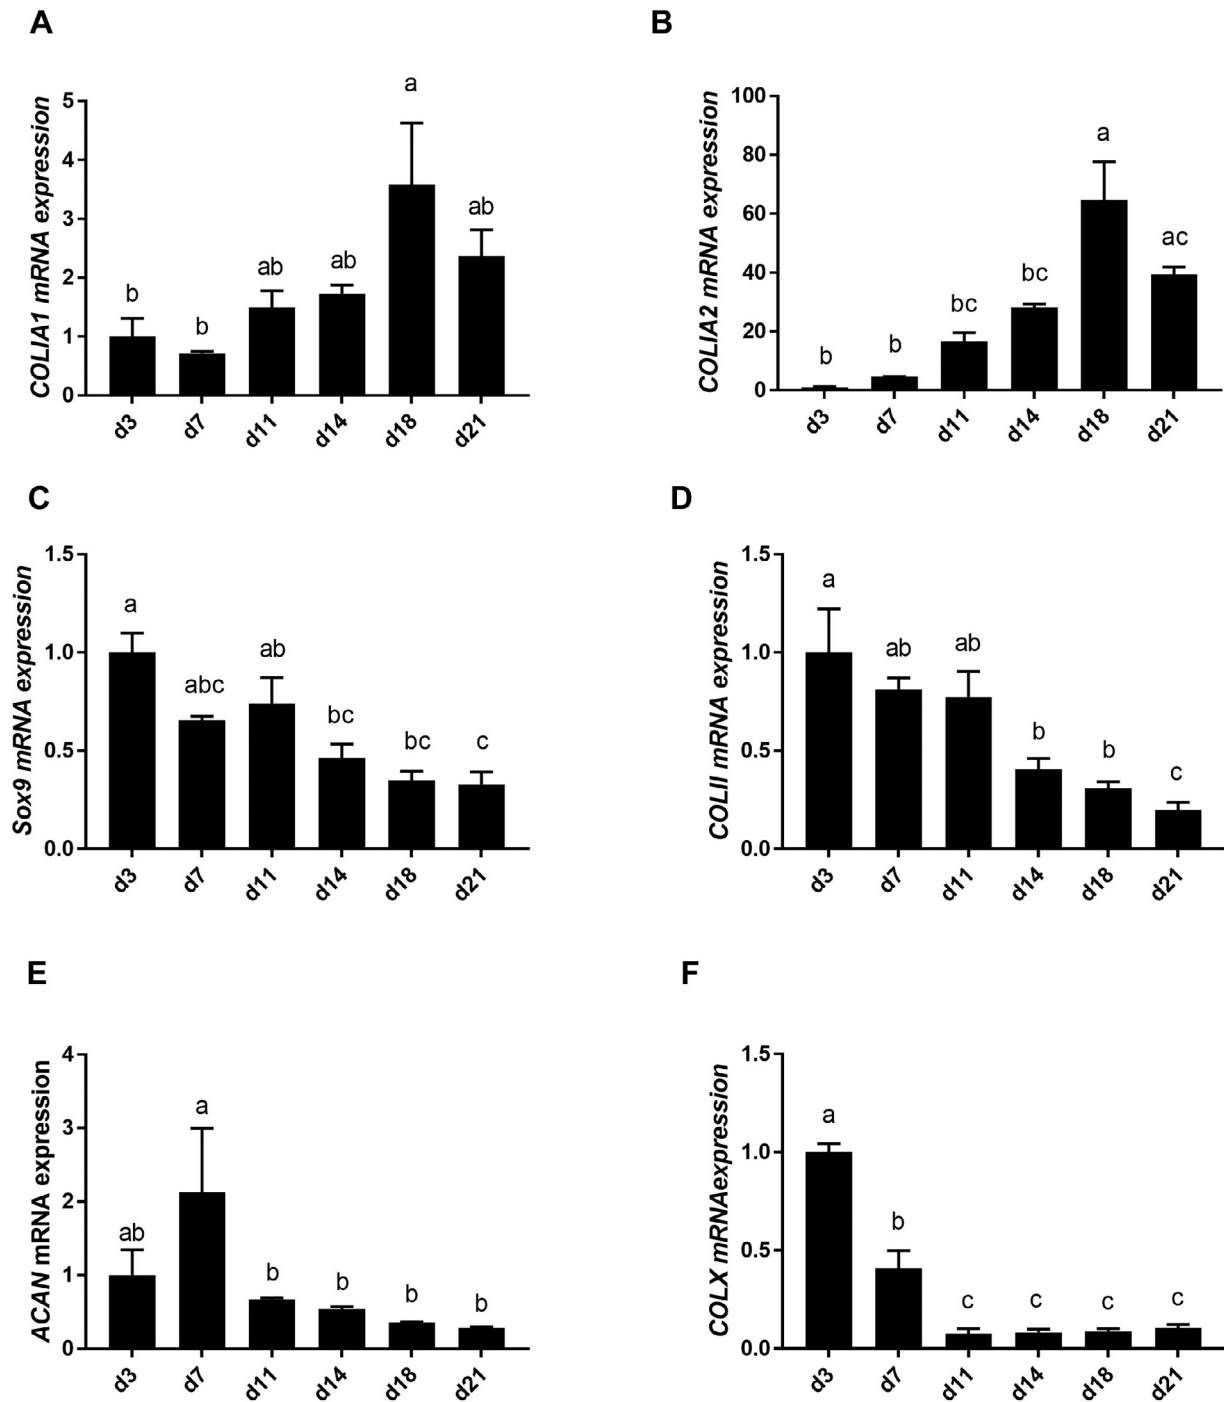 A
COLIA1 mRNA expression
5
4
3
2
1
0
b
b
ab
ab
a
ab
d3
d7
d11
d14
d18
d21
B
COLIA2 mRNA expression
100
80
60
40
20
0
b
b
bc
bc
a
ac
d3
d7
d11
d14
d18
d21
C
Sox9 mRNA expression
1.5
1.0
0.5
0.0
a
abc
ab
bc
bc
c
d3
d7
d11
d14
d18
d21
D
COLII mRNA expression
1.5
1.0
0.5
0.0
a
ab
ab
b
b
c
d3
d7
d11
d14
d18
d21
E
ACAN mRNA expression
4
3
2
1
0
ab
a
b
b
b
b
d3
d7
d11
d14
d18
d21
F
COLX mRNAexpression
1.5
1.0
0.5
0.0
a
b
c
c
c
c
d3
d7
d11
d14
d18
d21